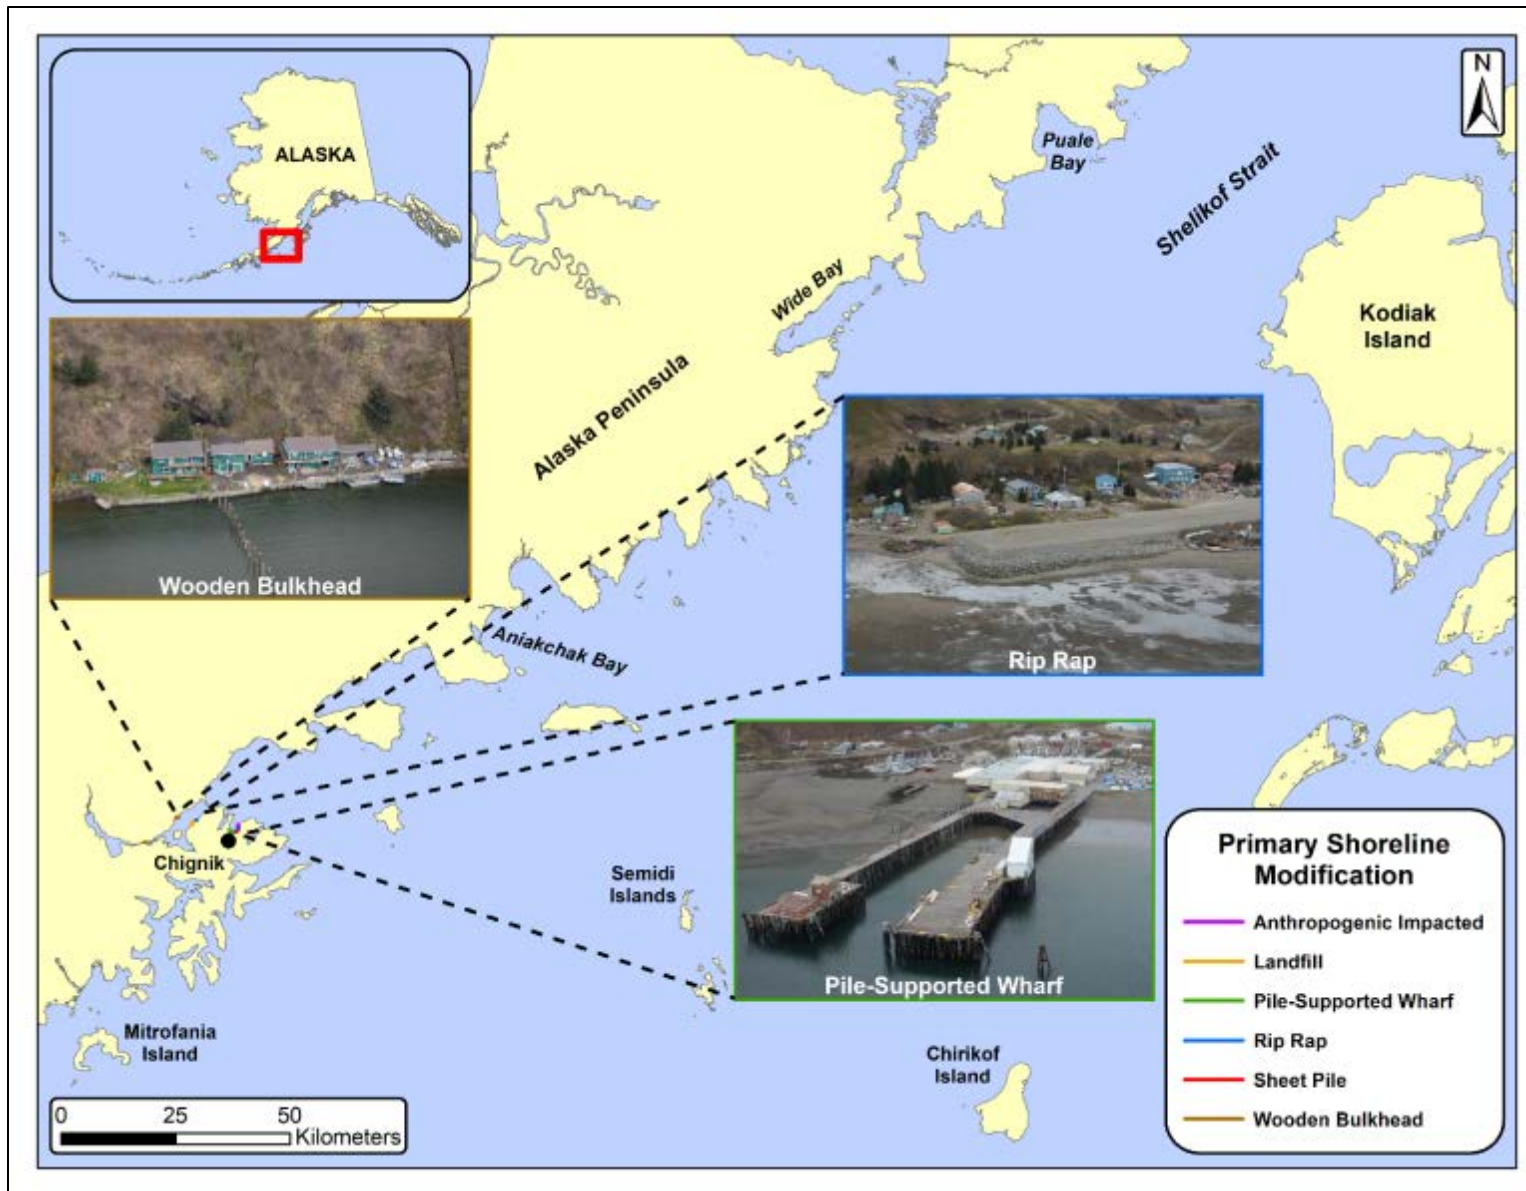 N
ALASKA
Puale
Bay
Shelikof Strait
Wide Bay
Kodiak
Island
Alaska Peninsula
Wooden Bulkhead
Rip Rap
Aniakchak Bay
Chignik
Semidi
Islands
Pile-Supported Wharf
Mitrofania
Island
Chirikof
Island
0 25 50
Kilometers
Primary Shoreline
Modification
Anthropogenic Impacted
Landfill
Pile-Supported Wharf
Rip Rap
Sheet Pile
Wooden Bulkhead